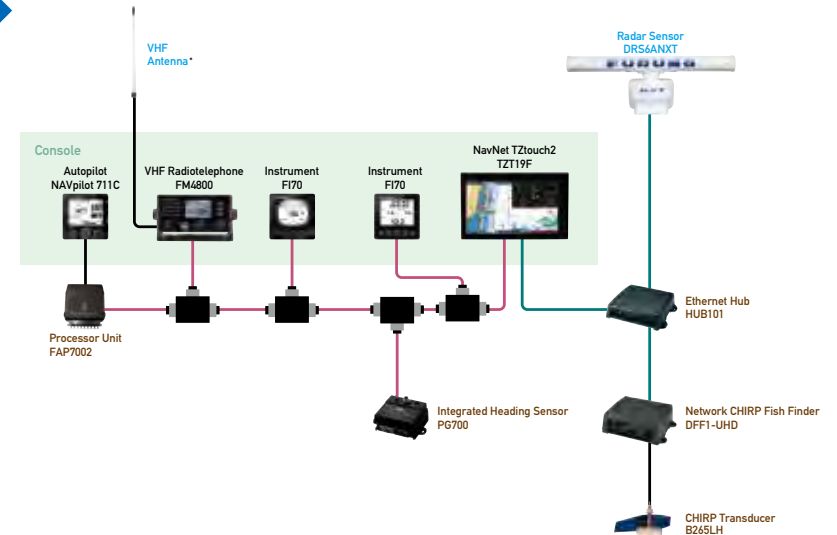 VHF
Antenna*
Radar Sensor
DRS6ANXT
FURUNO
Console
Autopilot
NAVpilot 711C
VHF Radiotelephone
FM4800
Instrument
FI70
Instrument
FI70
NavNet TZtouch2
TZT19F
Ethernet Hub
HUB101
Processor Unit
FAP7002
Integrated Heading Sensor
PG700
Network CHIRP Fish Finder
DFF1-UHD
CHIRP Transducer
B265LH